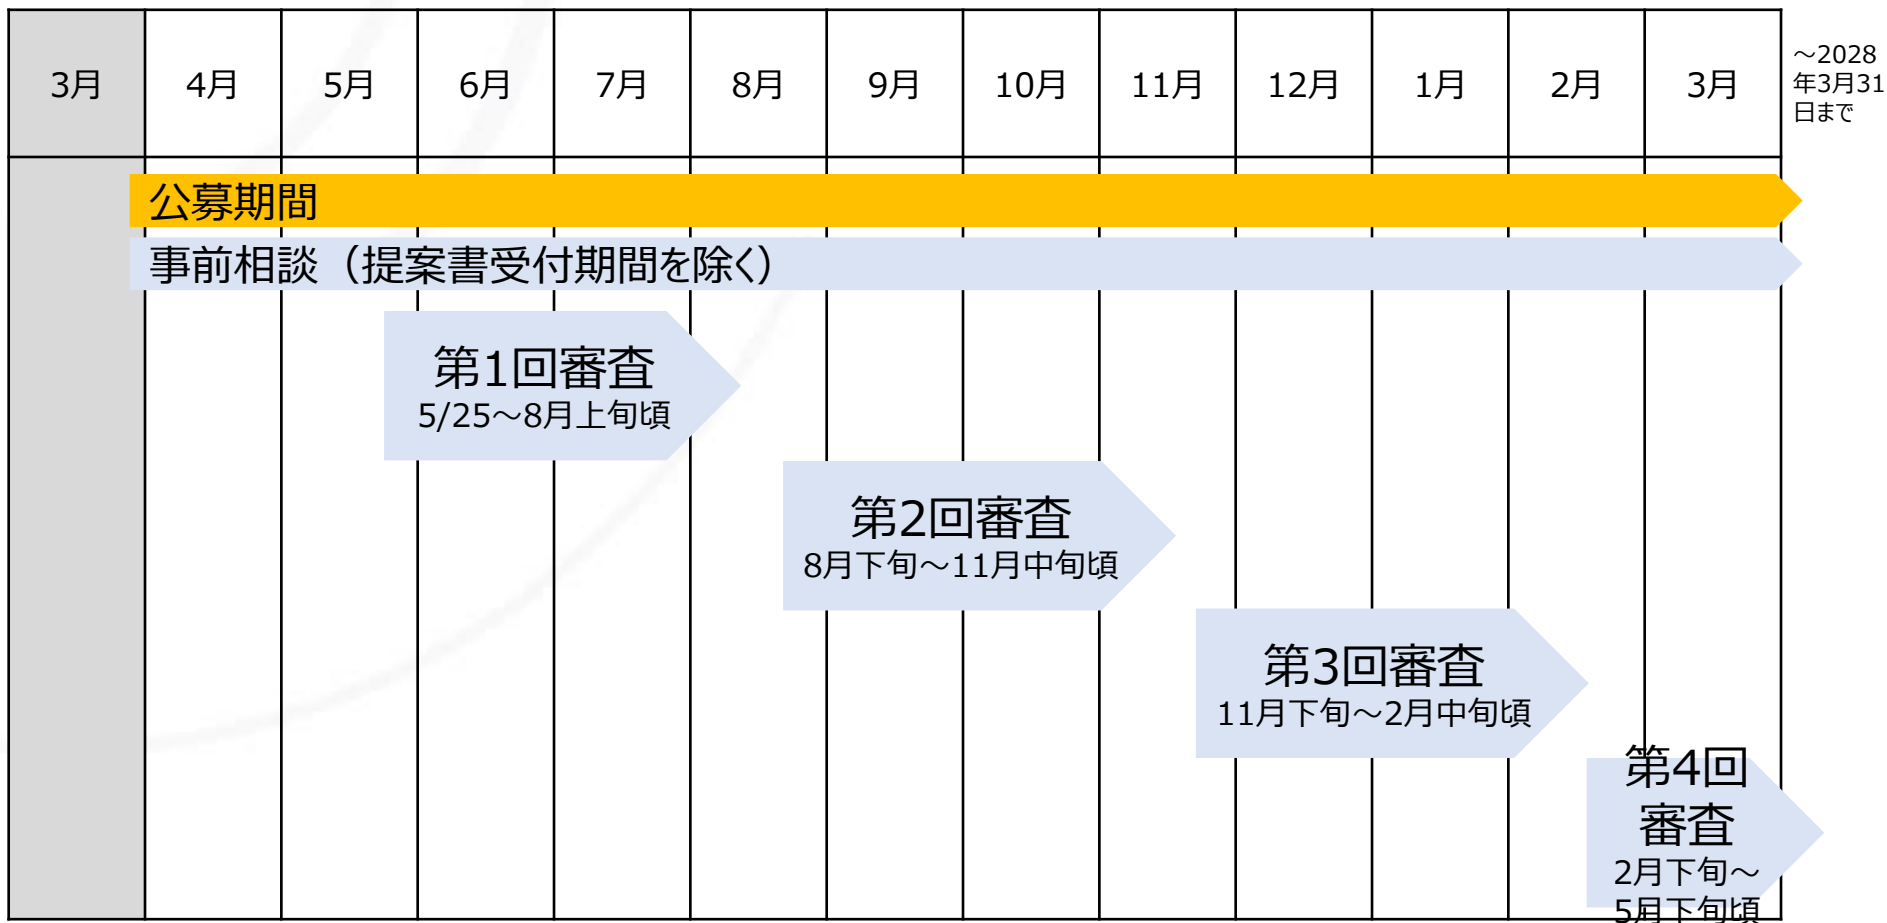 3月 4月 5月 6月 7月 8月 9月 10月 11月 12月 1月 2月 3月
～2028
年3月31
日まで
公募期間
事前相談（提案書受付期間を除く）
第1回審査
5/25～8月上旬頃
第2回審査
8月下旬～11月中旬頃
第3回審査
11月下旬～2月中旬頃
第4回
審査
2月下旬～
5月下旬頃